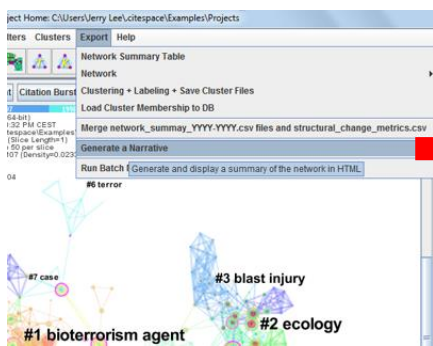 ject Home: C:\Users\Jerry Lee\citespace\Examples\Projects
lters Clusters Export Help
Network Summary Table
Network
t Citation Burst Clustering + Labeling + Save Cluster Files
Load Cluster Membership to DB
64-bit)
:32 PM CEST
tespace\Examples
(Slice Length=1)
Merge network_summay_YYYY-YYYY.csv files and structural_change_metrics.csv
50 per slice
107 (Density=0.023
Generate a Narrative
Run Batch Generate and display a summary of the network in HTML
04
#6 terror
#7 case
#3 blast injury
#2 ecology
#1 bioterrorism agent